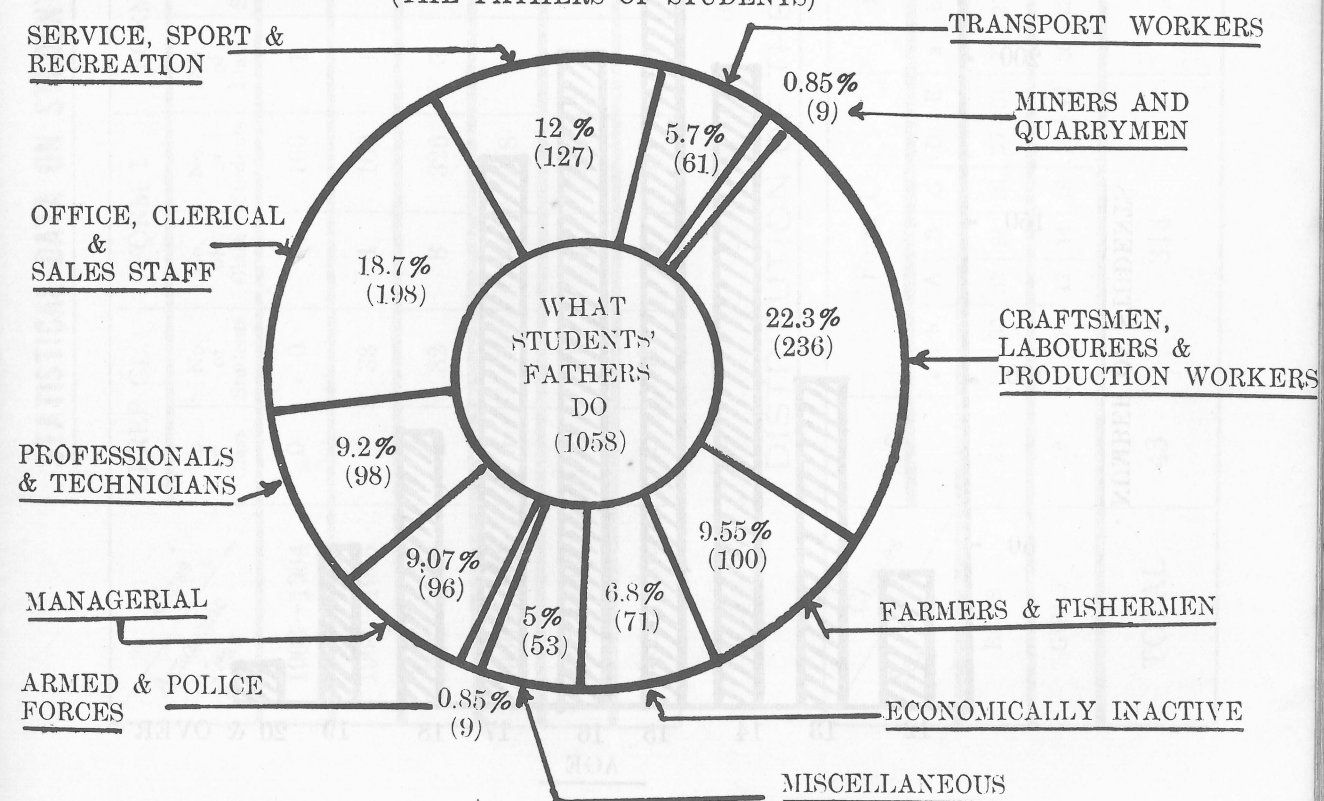 (THE FATHERS OF STUDENTS)
SERVICE, SPORT &
RECREATION
TRANSPORT WORKERS
0.85%
(9)
MINERS AND
QUARRYMEN
12 %
(127)
5.7%
(61)
OFFICE, CLERICAL
&
SALES STAFF
18.7%
(198)
WHAT
STUDENTS'
FATHERS
DO
(1058)
22.3%
(236)
CRAFTSMEN,
LABOURERS &
PRODUCTION WORKERS
PROFESSIONALS
& TECHNICIANS
9.2%
(98)
9.07%
(96)
5%
(53)
6.8%
(71)
9.55%
(100)
MANAGERIAL
FARMERS & FISHERMEN
ARMED & POLICE
FORCES
0.85%
(9)
ECONOMICALLY INACTIVE
MISCELLANEOUS